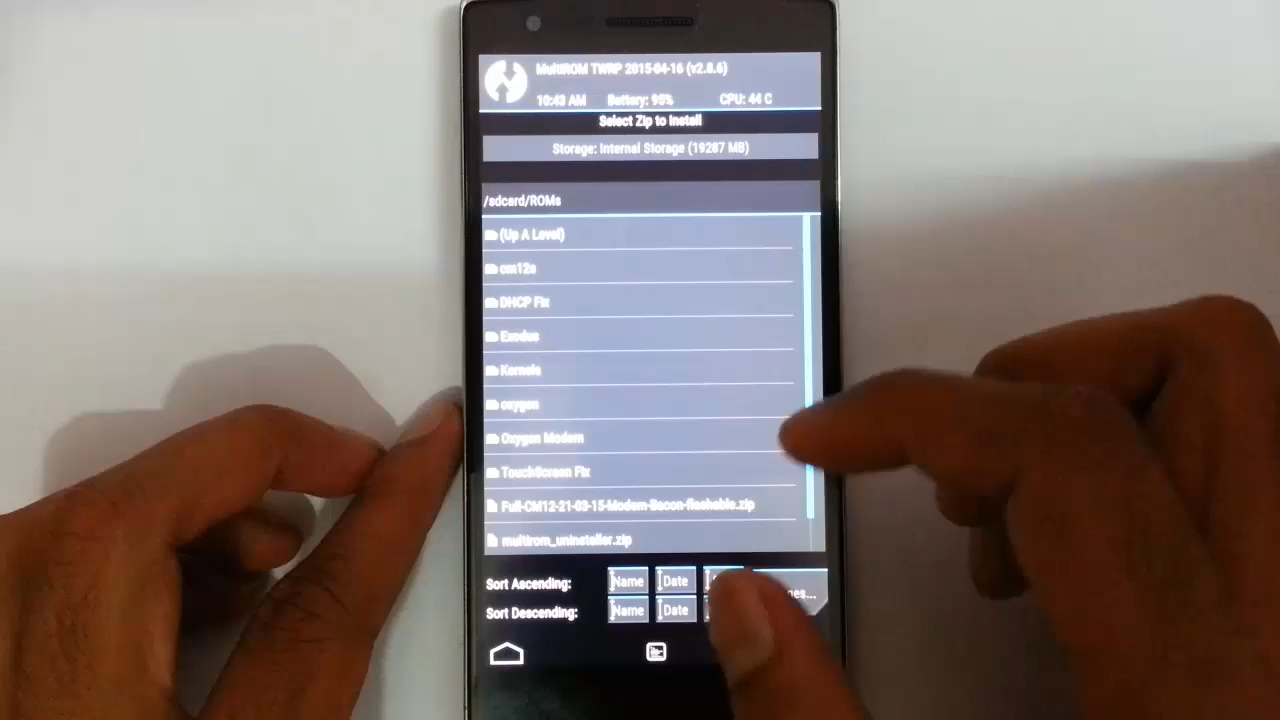 MultiROM TWRP 2015-04-16 (v2.8.6)
10:43 AM Battery: 95% CPU: 44 C
Select Zip to Install
Storage: Internal Storage (19287 MB)
/sdcard/ROMs
(Up A Level)
cm12s
DHCP Fix
Exodus
Kernels
oxygen
Oxygen Modem
TouchScreen Fix
Full-CM12-21-03-15-Modem-Bacon-flashable.zip
multirom_uninstaller.zip
Sort Ascending: Name Date
Sort Descending: Name Date